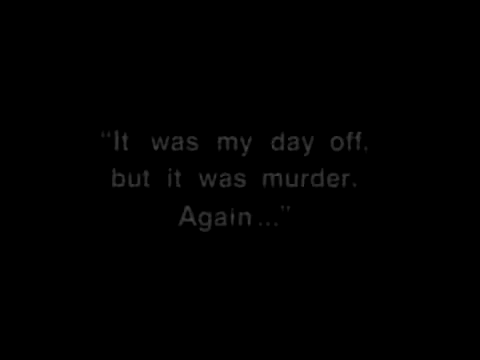 "It was my day off.
but it was murder.
Again..."